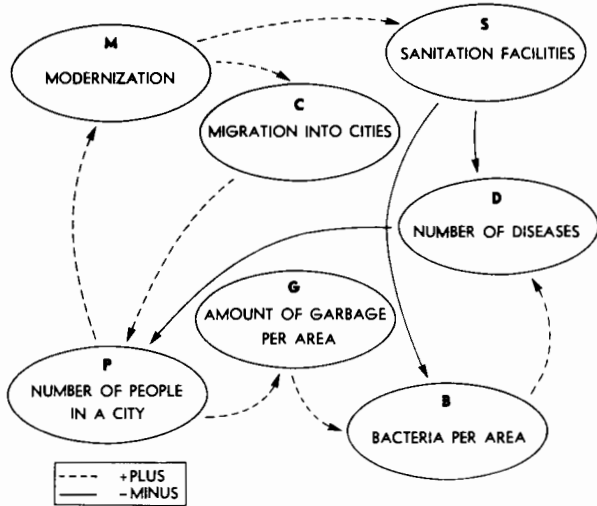 M
MODERNIZATION
S
SANITATION FACILITIES
C
MIGRATION INTO CITIES
D
NUMBER OF DISEASES
G
AMOUNT OF GARBAGE
PER AREA
P
NUMBER OF PEOPLE
IN A CITY
B
BACTERIA PER AREA
+PLUS
−MINUS